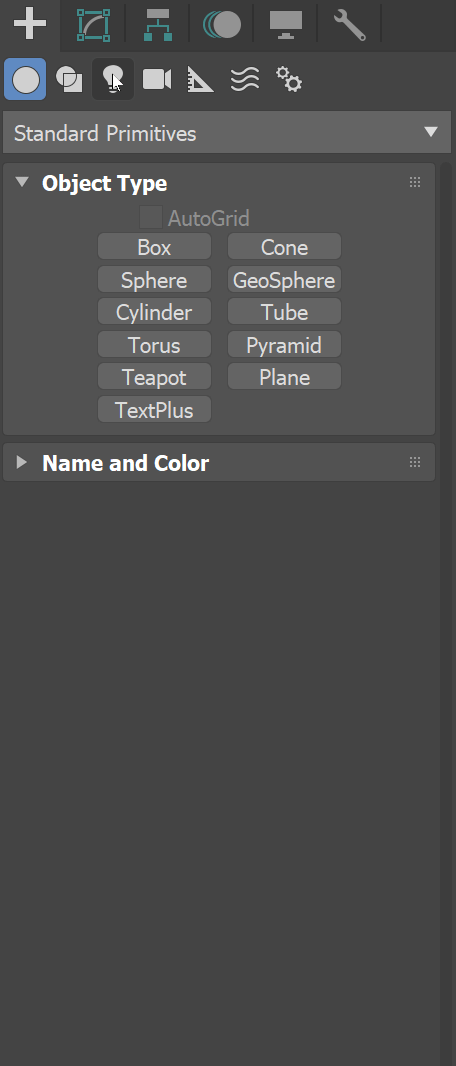 Standard Primitives
Object Type
AutoGrid
Box Cone
Sphere GeoSphere
Cylinder Tube
Torus Pyramid
Teapot Plane
TextPlus
Name and Color